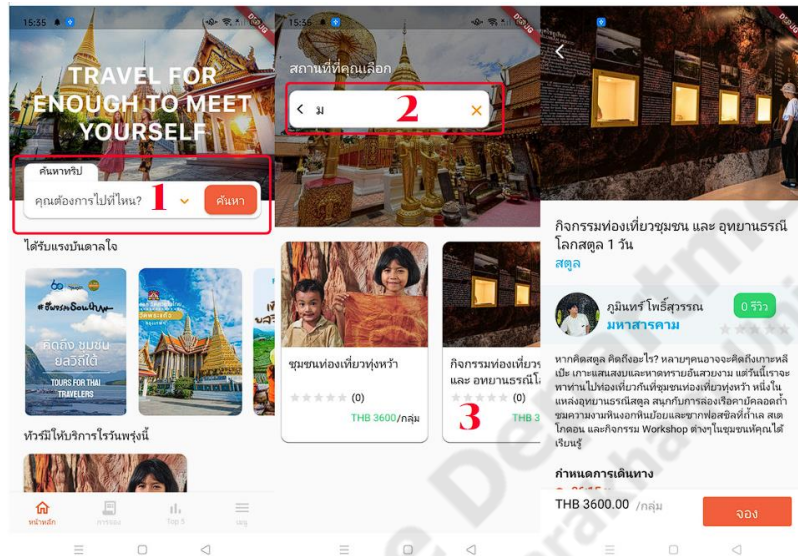 15:55
TRAVEL FOR
ENOUGH TO MEET
YOURSELF
ค้นหาทริป
คุณต้องการไปที่ไหน?
1
ค้นหา
ได้รับแรงบันดาลใจ
คิดถึง ชุมชน
ยลวิถีใต้
TOURS FOR THAI
TRAVELERS
ทัวร์มีให้บริการโรวันพรุ่งนี้
หน้าหลัก
การจอง
Top 5
เมนู
15:55
สถานที่ที่คุณเลือก
ม
2
ชุมชนท่องเที่ยวทุ่งหว้า
(0)
THB 3600/กลุ่ม
กิจกรรมท่องเที่ยวชุ
และ อุทยานธรณีโ
(0)
3
THB 3
กิจกรรมท่องเที่ยวชุมชน และ อุทยานธรณี
โลกสตูล 1 วัน
สตูล
ภูมินทร์ โพธิ์สุวรรณ
มหาสารคาม
0 รีวิว
หากคิดสตูล คิดถึงอะไร? หลายๆคนอาจจะคิดถึงเกาะหลี
เป๊ะ เกาะแสนสงบและหาดทรายอันสวยงาม แต่วันนี้เราจะ
พาท่านไปท่องเที่ยวกันที่ชุมชนท่องเที่ยวทุ่งหว้า หนึ่งใน
แหล่งอุทยานธรณีสตูล สนุกกับการล่องเรือคายัคลอดถ้ำ
ชมความงามหินงอกหินย้อยและซากฟอสซิลที่ถ้ำเล สเต
โกดอน และกิจกรรม Workshop ต่างๆในชุมชนให้คุณได้
เรียนรู้
กำหนดการเดินทาง
THB 3600.00 /กลุ่ม
จอง